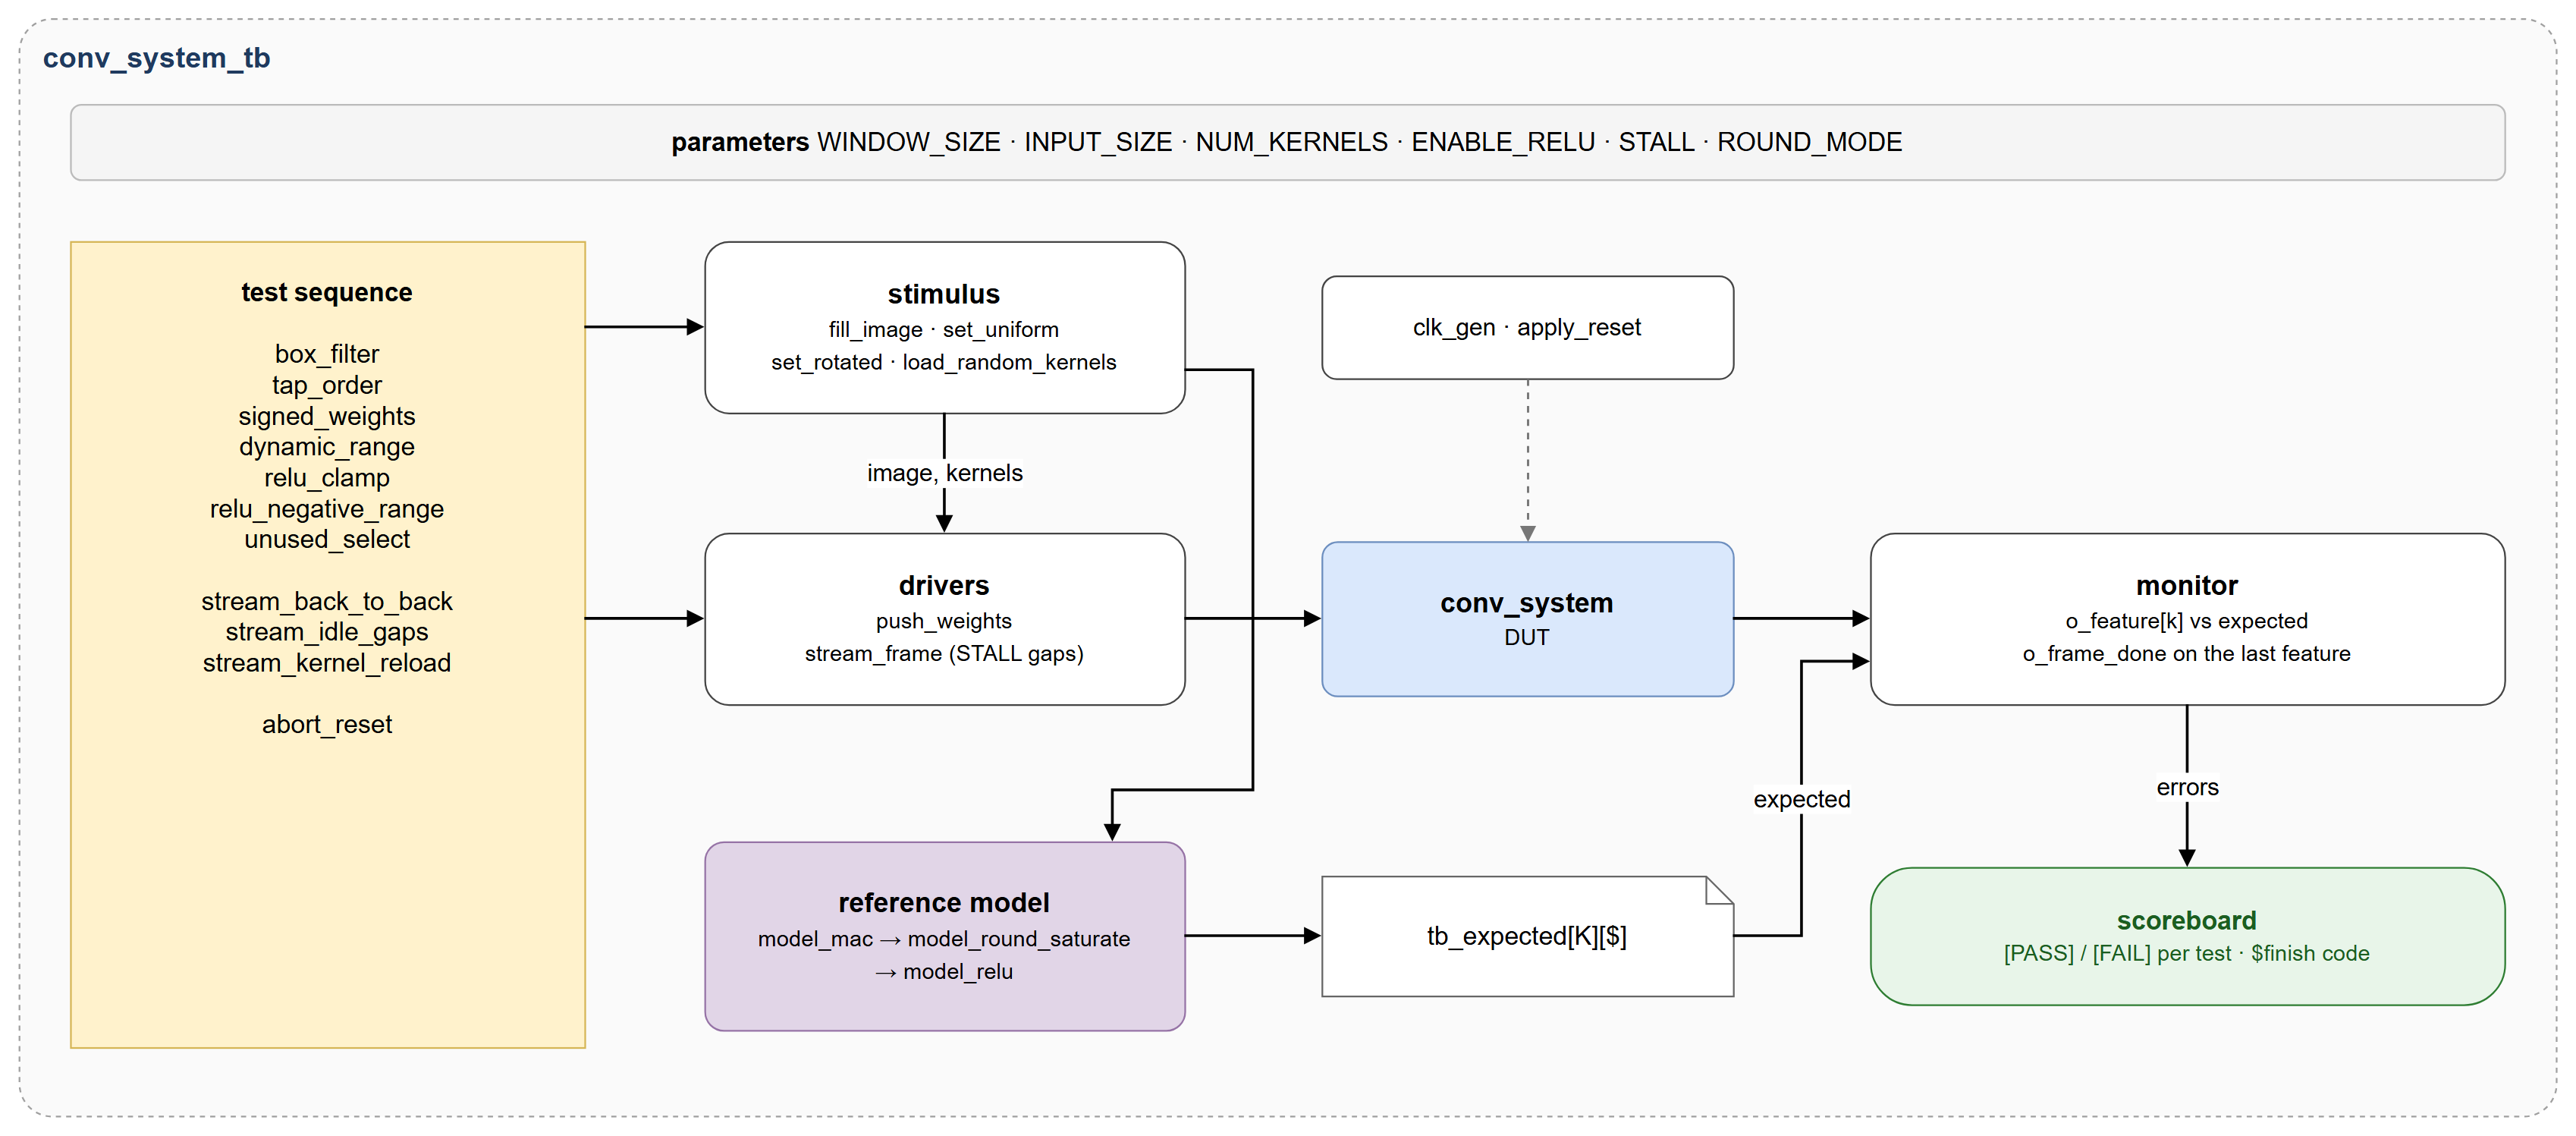 conv_system_tb
parameters WINDOW_SIZE · INPUT_SIZE · NUM_KERNELS · ENABLE_RELU · STALL · ROUND_MODE
test sequence
box_filter
tap_order
signed_weights
dynamic_range
relu_clamp
relu_negative_range
unused_select
stream_back_to_back
stream_idle_gaps
stream_kernel_reload
abort_reset
stimulus
fill_image · set_uniform
set_rotated · load_random_kernels
image, kernels
drivers
push_weights
stream_frame (STALL gaps)
clk_gen · apply_reset
conv_system
DUT
monitor
o_feature[k] vs expected
o_frame_done on the last feature
expected
errors
reference model
model_mac → model_round_saturate
→ model_relu
tb_expected[K][$]
scoreboard
[PASS] / [FAIL] per test · $finish code